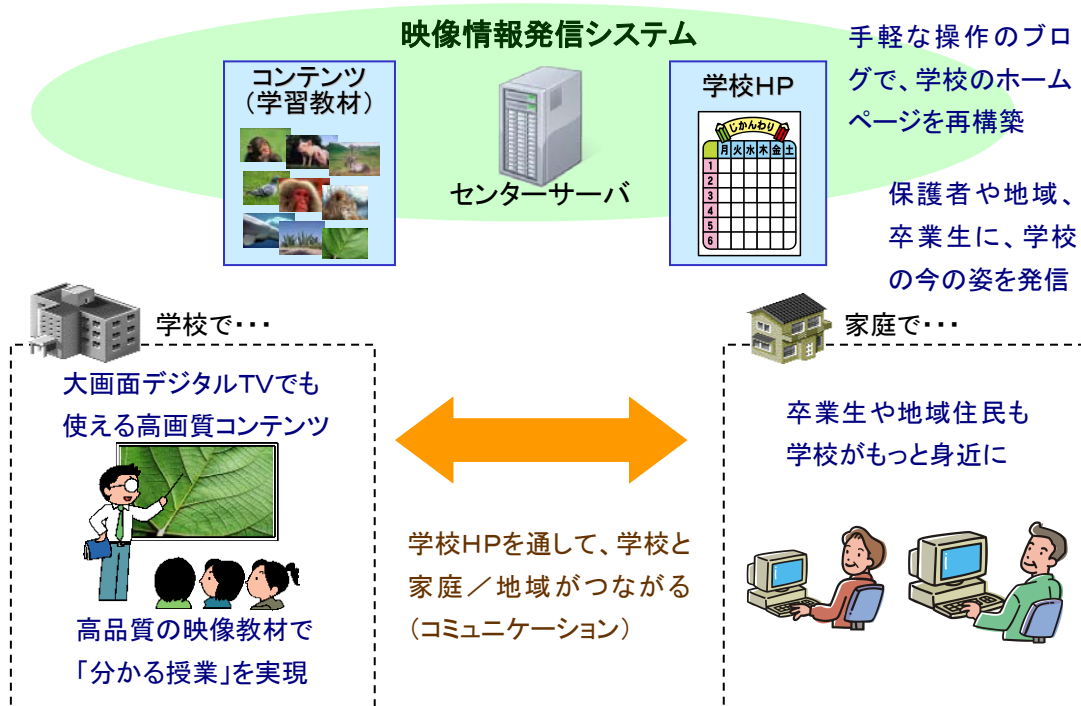 映像情報発信システム
コンテンツ
（学習教材）
センターサーバ
学校ＨＰ
じかんわり
月火水木金土
1
2
3
4
5
6
手軽な操作のブロ
グで、学校のホーム
ページを再構築
保護者や地域、
卒業生に、学校
の今の姿を発信
学校で・・・
大画面デジタルＴＶでも
使える高画質コンテンツ
高品質の映像教材で
「分かる授業」を実現
学校ＨＰを通して、学校と
家庭／地域がつながる
（コミュニケーション）
家庭で・・・
卒業生や地域住民も
学校がもっと身近に